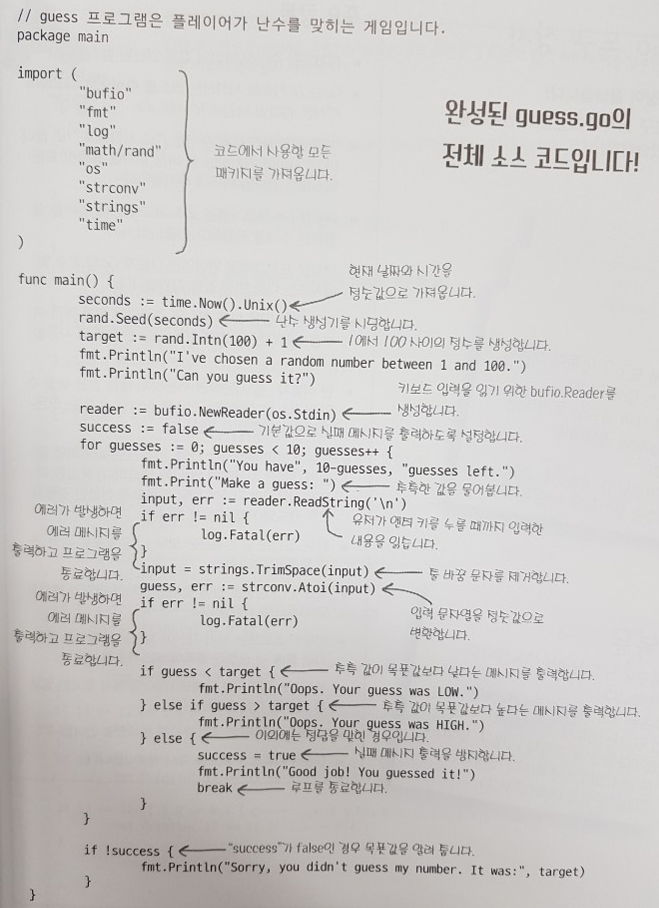 // guess 프로그램은 플레이어가 난수를 맞히는 게임입니다.
package main
import (
"bufio"
"fmt"
"log"
"math/rand"
"os"
"strconv"
"strings"
"time"
)
코드에서 사용할 모든
패키지를 가져옵니다.
완성된 guess.go의
전체 소스 코드입니다!
func main() {
현재 날짜와 시간을
정숫값으로 가져옵니다.
seconds := time.Now().Unix()
rand.Seed(seconds) 난수 생성기를 시딩합니다.
target := rand.Intn(100) + 1 1에서 100 사이의 정수를 생성합니다.
fmt.Println("I've chosen a random number between 1 and 100.")
fmt.Println("Can you guess it?")
키보드 입력을 읽기 위한 bufio.Reader를
생성합니다.
reader := bufio.NewReader(os.Stdin)
success := false 기본값으로 실패 메시지를 출력하도록 설정합니다.
for guesses := 0; guesses < 10; guesses++ {
fmt.Println("You have", 10-guesses, "guesses left.")
fmt.Print("Make a guess: ") 추측한 값을 물어봅니다.
input, err := reader.ReadString('\n')
유저가 엔터 키를 누를 때까지 입력한
내용을 읽습니다.
if err != nil {
log.Fatal(err)
}
에러가 발생하면
에러 메시지를
출력하고 프로그램을
종료합니다.
input = strings.TrimSpace(input) 줄 바꿈 문자를 제거합니다.
guess, err := strconv.Atoi(input)
입력 문자열을 정숫값으로
변환합니다.
if err != nil {
log.Fatal(err)
}
에러가 발생하면
에러 메시지를
출력하고 프로그램을
종료합니다.
if guess < target { 추측 값이 목푯값보다 낮다는 메시지를 출력합니다.
fmt.Println("Oops. Your guess was LOW.")
} else if guess > target { 추측 값이 목푯값보다 높다는 메시지를 출력합니다.
fmt.Println("Oops. Your guess was HIGH.")
} else { 이외에는 정답을 맞힌 경우입니다.
success = true 실패 메시지 출력을 방지합니다.
fmt.Println("Good job! You guessed it!")
break 루프를 종료합니다.
}
}
if !success { "success"가 false인 경우 목푯값을 알려 줍니다.
fmt.Println("Sorry, you didn't guess my number. It was:", target)
}
}